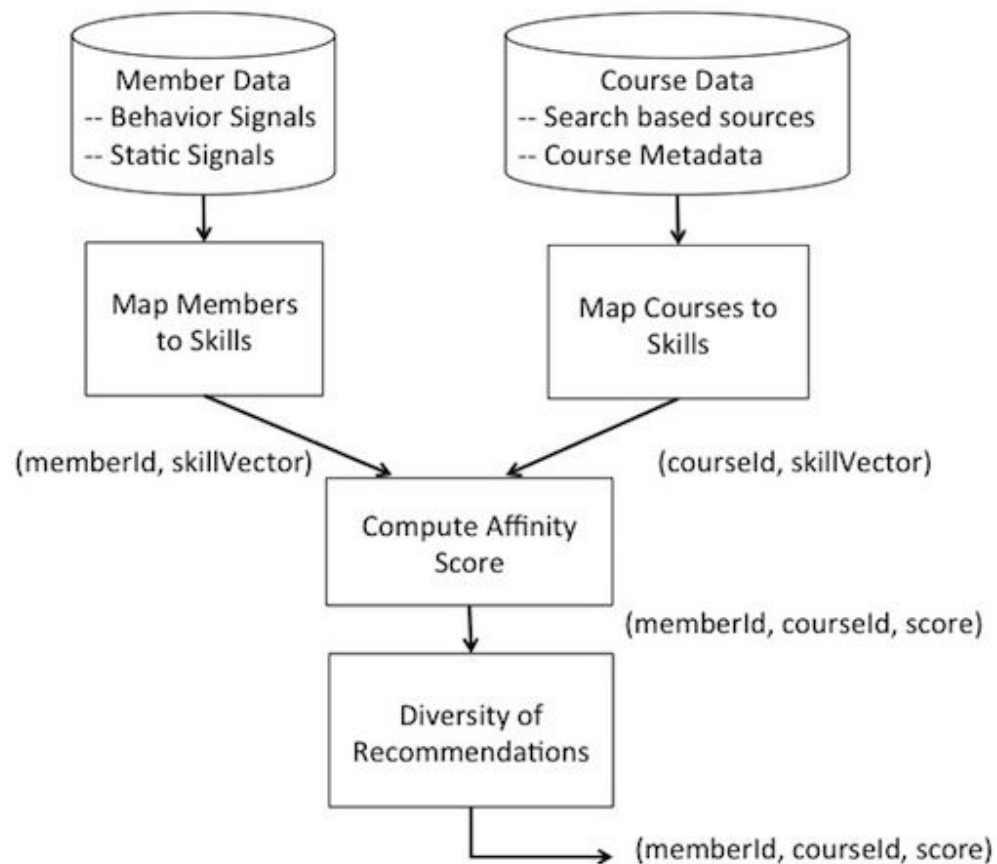 Member Data
-- Behavior Signals
-- Static Signals
Course Data
-- Search based sources
-- Course Metadata
Map Members
to Skills
Map Courses to
Skills
(memberId, skillVector)
(courseId, skillVector)
Compute Affinity
Score
(memberId, courseId, score)
Diversity of
Recommendations
(memberId, courseId, score)